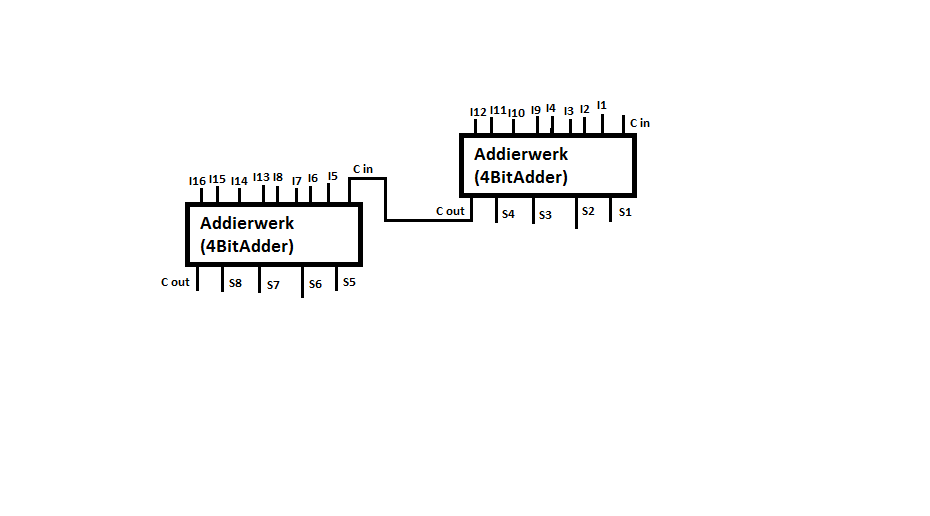 I12 I11 I10 I9 I4 I3 I2 I1
C in
Addierwerk
(4BitAdder)
C out S4 S3 S2 S1
C in
I16 I15 I14 I13 I8 I7 I6 I5
Addierwerk
(4BitAdder)
C out S8 S7 S6 S5